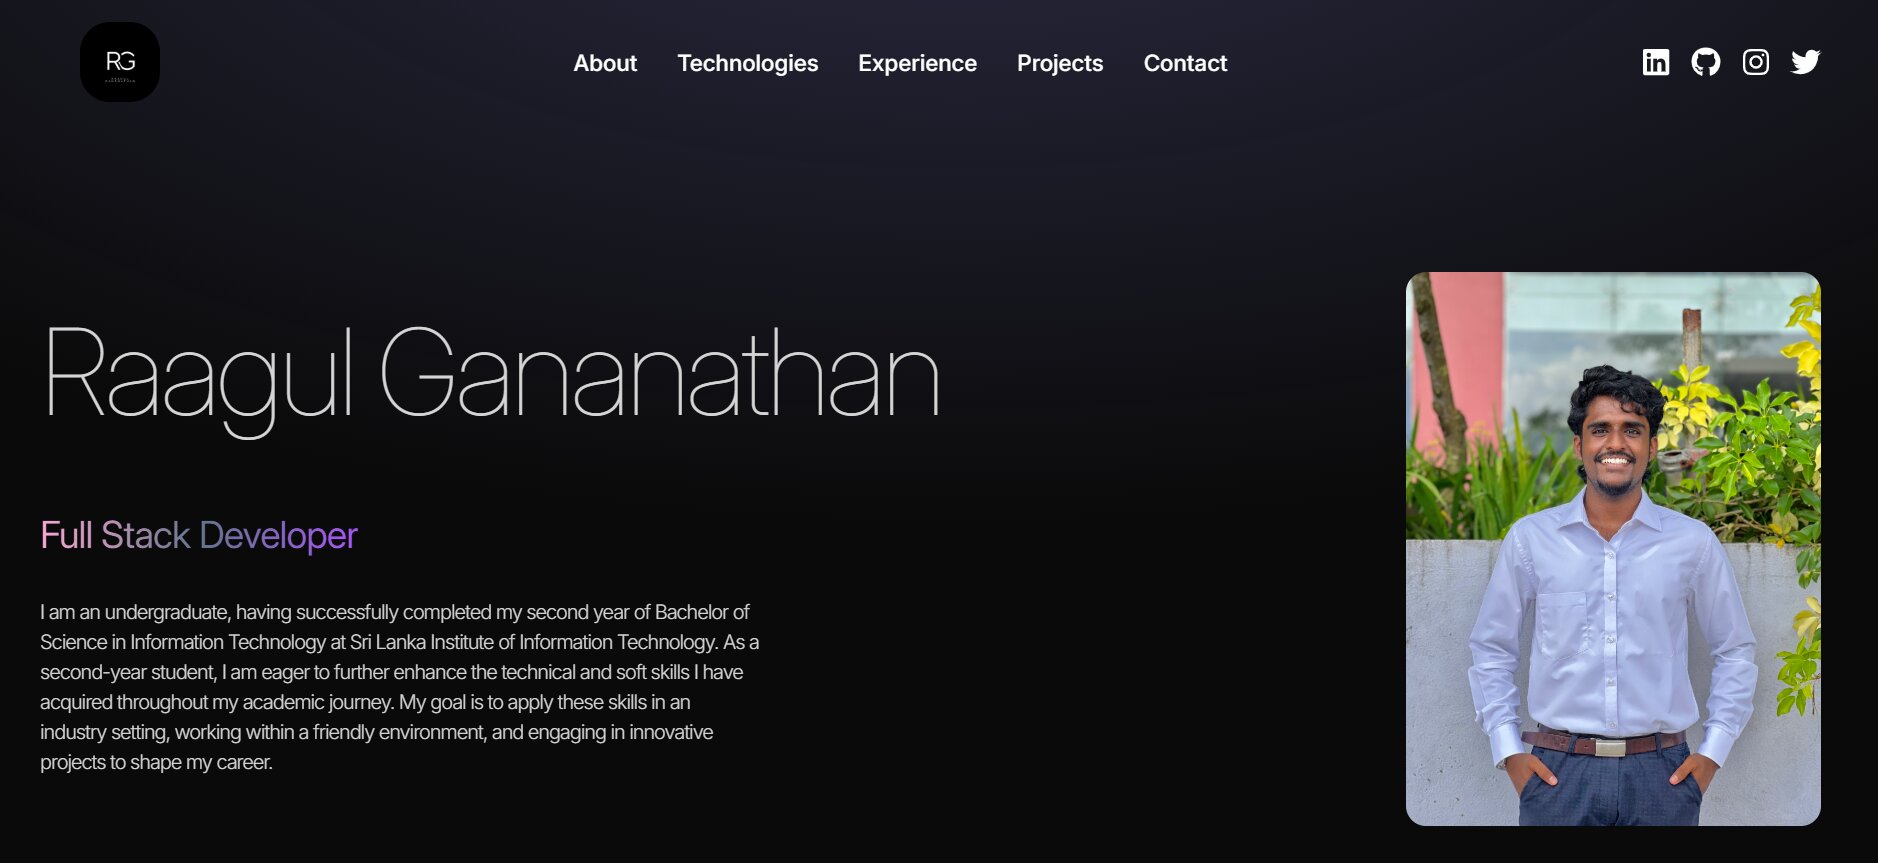 RG
About Technologies Experience Projects Contact
Raagul Gananathan
Full Stack Developer
I am an undergraduate, having successfully completed my second year of Bachelor of
Science in Information Technology at Sri Lanka Institute of Information Technology. As a
second-year student, I am eager to further enhance the technical and soft skills I have
acquired throughout my academic journey. My goal is to apply these skills in an
industry setting, working within a friendly environment, and engaging in innovative
projects to shape my career.